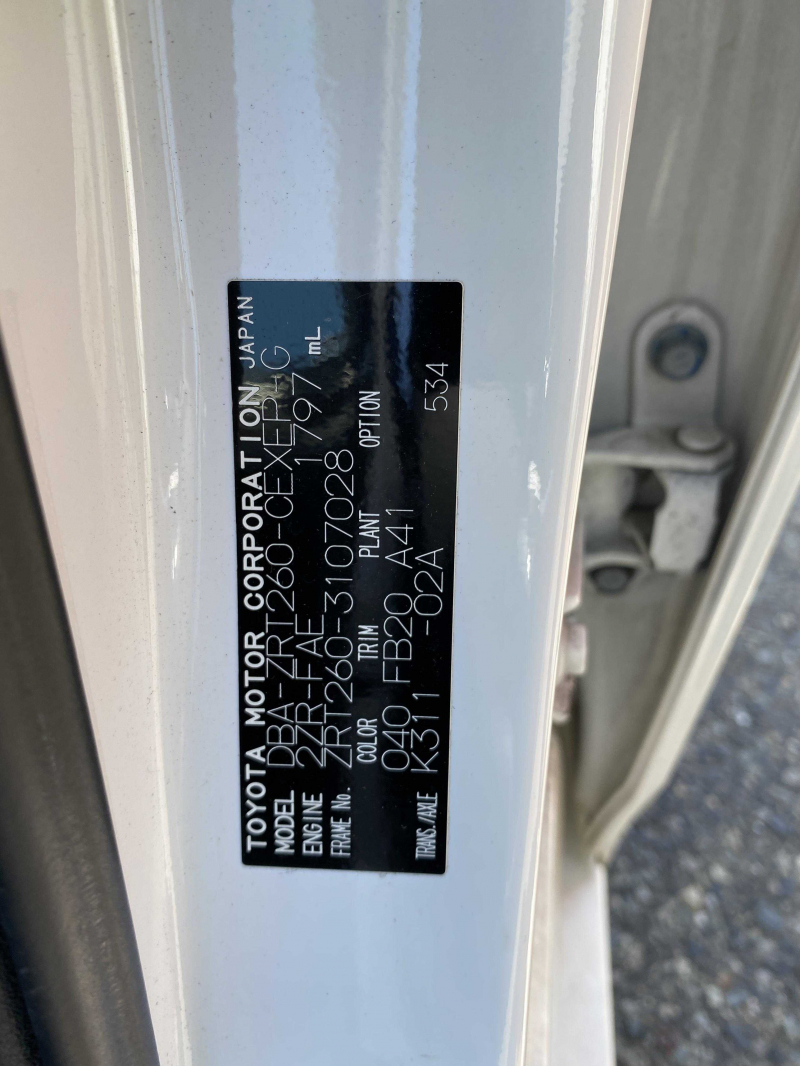 TOYOTA MOTOR CORPORATION JAPAN
MODEL DBA-ZRT260-CEXEP-G
ENGINE 2ZR-FAE 1797 mL
FRAME No. ZRT260-3107028
COLOR TRIM PLANT OPTION
040 FB20 A41 534
TRANS./AXLE K311 -02A